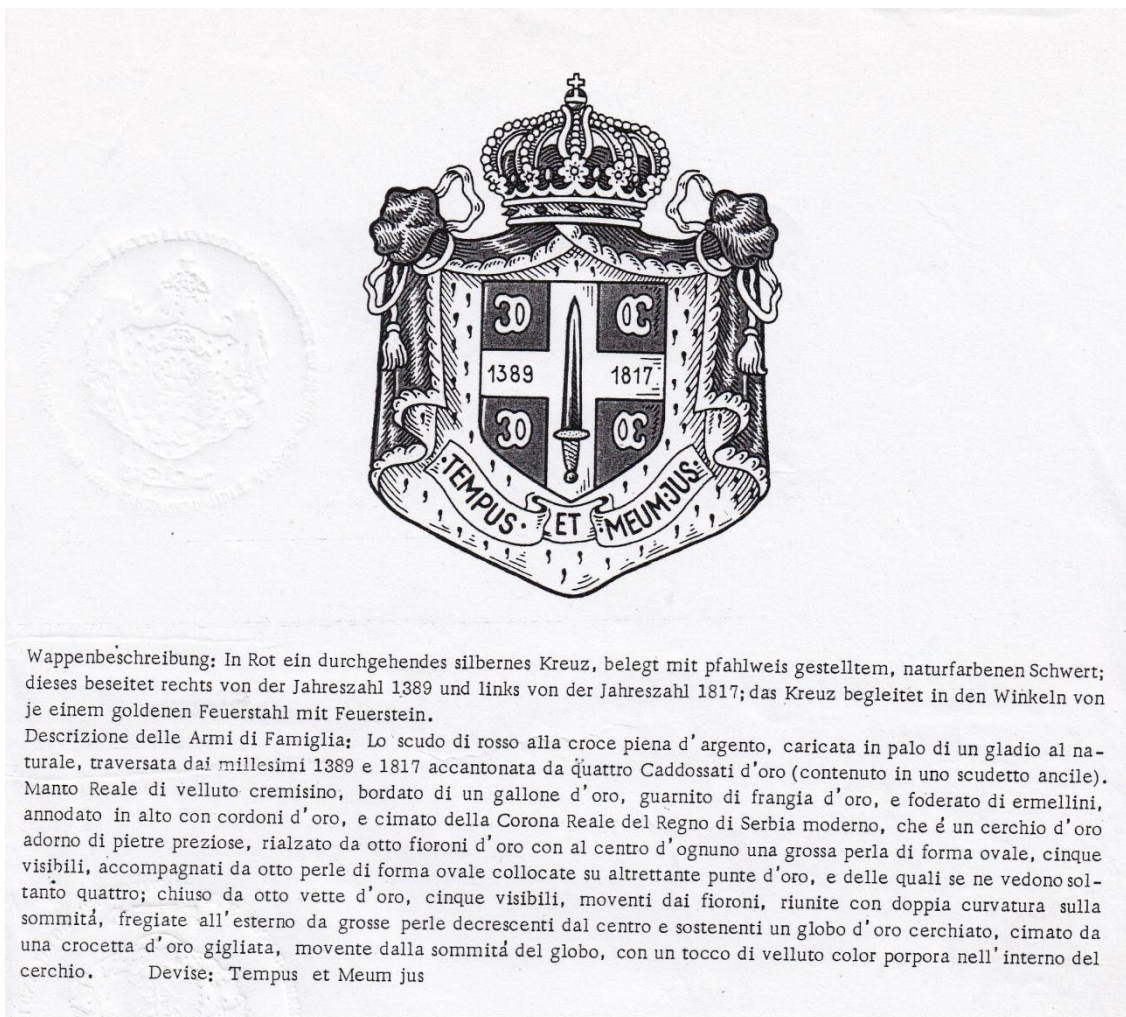 1389 1817
·TEMPUS· ET ·MEUM:JUS:
Wappenbeschreibung: In Rot ein durchgehendes silbernes Kreuz, belegt mit pfahlweis gestelltem, naturfarbenen Schwert;
dieses beseitet rechts von der Jahreszahl 1389 und links von der Jahreszahl 1817; das Kreuz begleitet in den Winkeln von
je einem goldenen Feuerstahl mit Feuerstein.
Descrizione delle Armi di Famiglia: Lo scudo di rosso alla croce piena d'argento, caricata in palo di un gladio al na-
turale, traversata dai millesimi 1389 e 1817 accantonata da quattro Caddossati d'oro (contenuto in uno scudetto ancile).
Manto Reale di velluto cremisino, bordato di un gallone d'oro, guarnito di frangia d'oro, e foderato di ermellini,
annodato in alto con cordoni d'oro, e cimato della Corona Reale del Regno di Serbia moderno, che é un cerchio d'oro
adorno di pietre preziose, rialzato da otto fioroni d'oro con al centro d'ognuno una grossa perla di forma ovale, cinque
visibili, accompagnati da otto perle di forma ovale collocate su altrettante punte d'oro, e delle quali se ne vedono sol-
tanto quattro; chiuso da otto vette d'oro, cinque visibili, moventi dai fioroni, riunite con doppia curvatura sulla
sommitá, fregiate all'esterno da grosse perle decrescenti dal centro e sostenenti un globo d'oro cerchiato, cimato da
una crocetta d'oro gigliata, movente dalla sommitá del globo, con un tocco di velluto color porpora nell'interno del
cerchio. Devise: Tempus et Meum jus